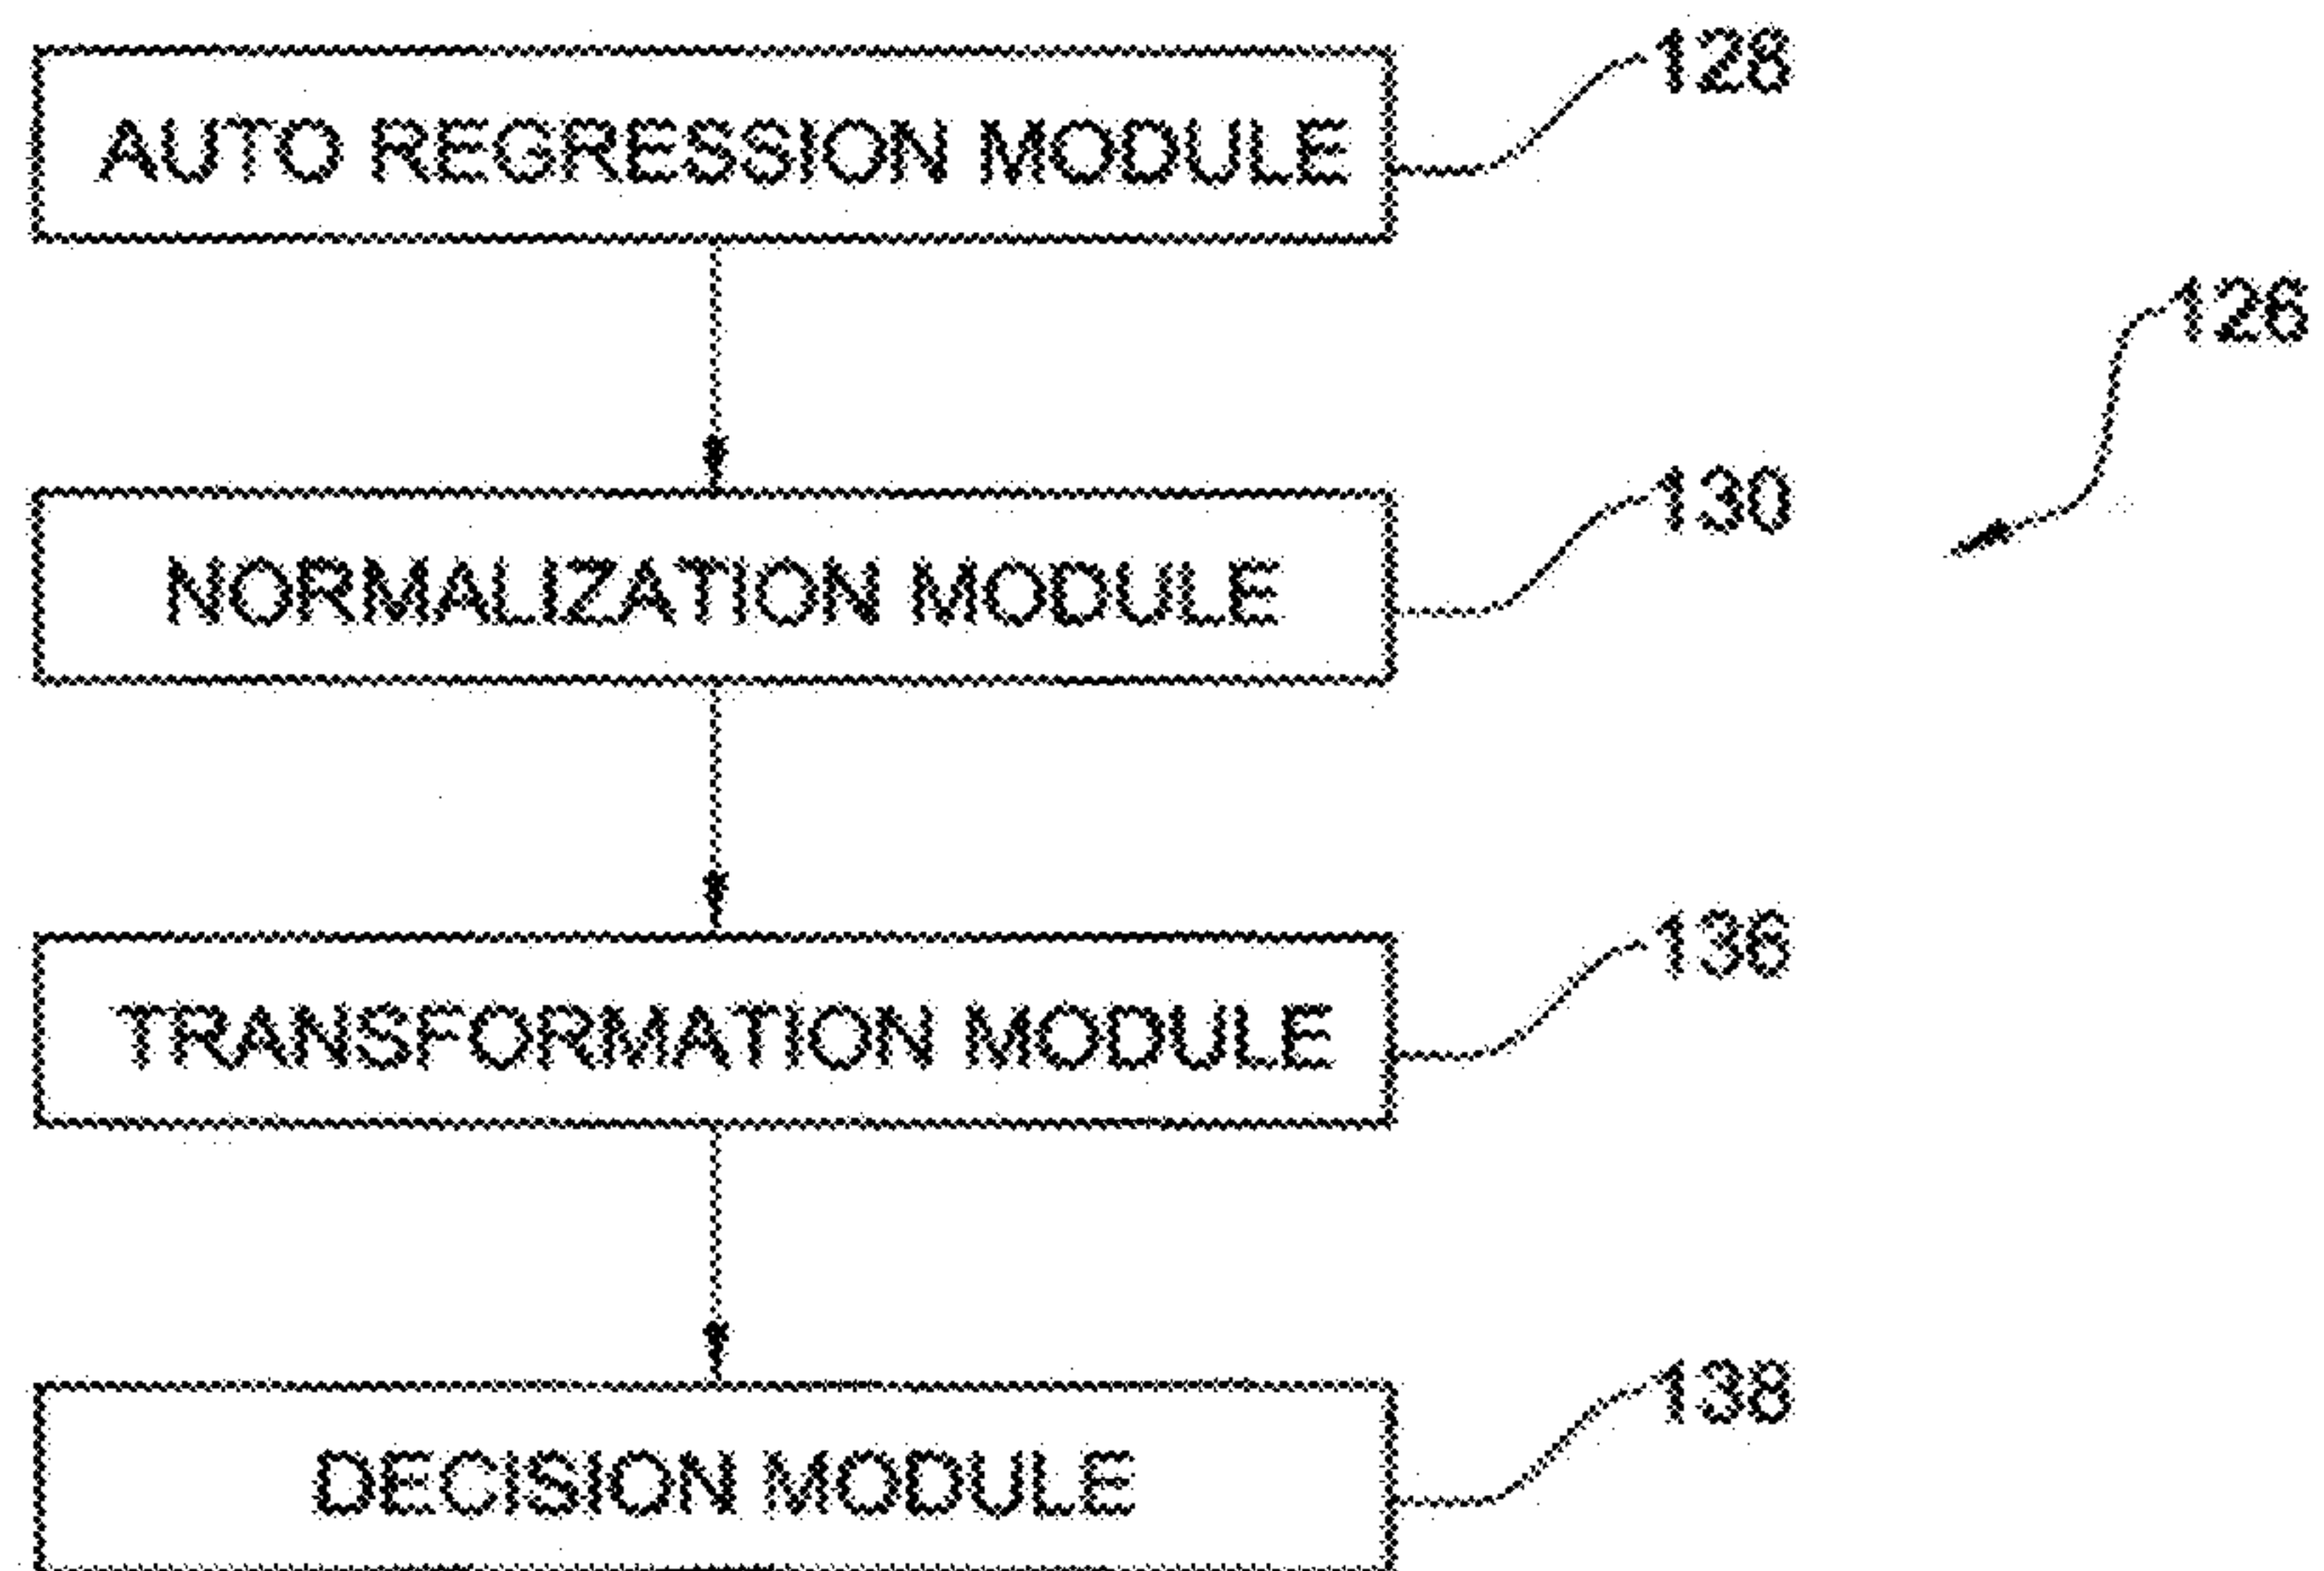 128
AUTO REGRESSION MODULE
126
130
NORMALIZATION MODULE
136
TRANSFORMATION MODULE
138
DECISION MODULE